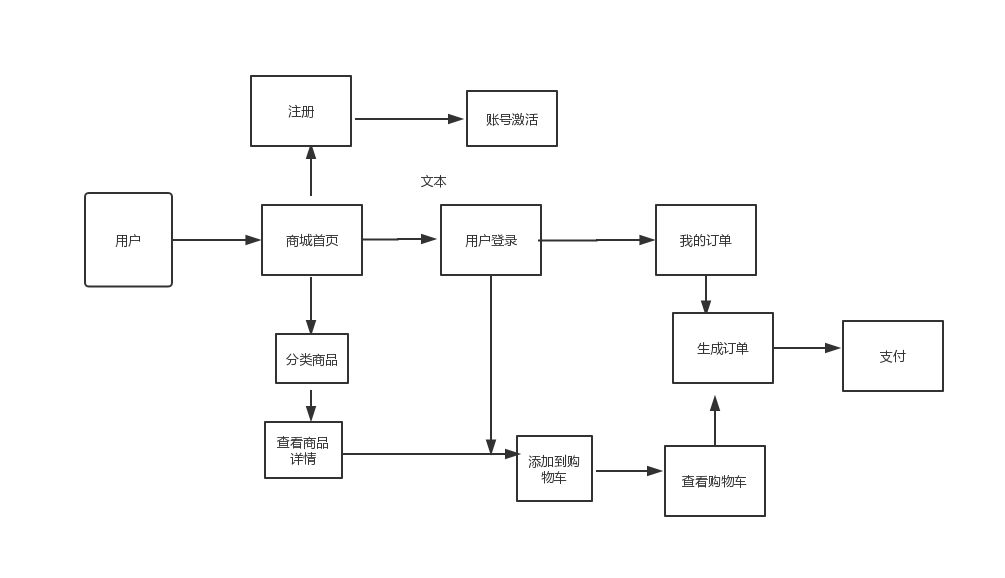 注册
账号激活
文本
用户
商城首页
用户登录
我的订单
分类商品
生成订单
支付
查看商品
详情
添加到购
物车
查看购物车